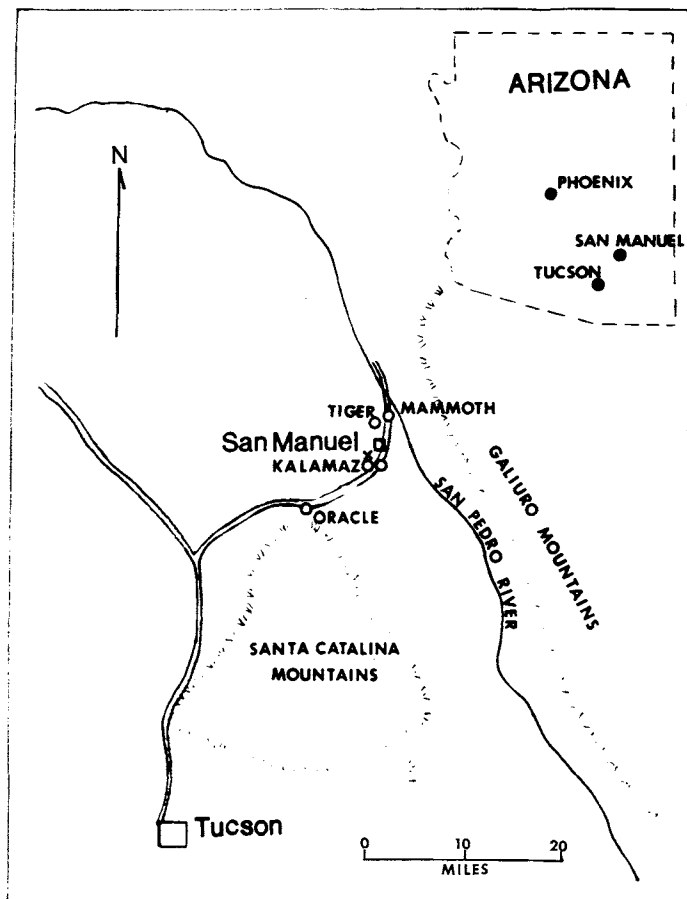 ARIZONA
N
PHOENIX
SAN MANUEL
TUCSON
TIGER
MAMMOTH
San Manuel
KALAMAZ
ORACLE
GALIURO MOUNTAINS
SAN PEDRO RIVER
SANTA CATALINA
MOUNTAINS
Tucson
0 10 20
MILES